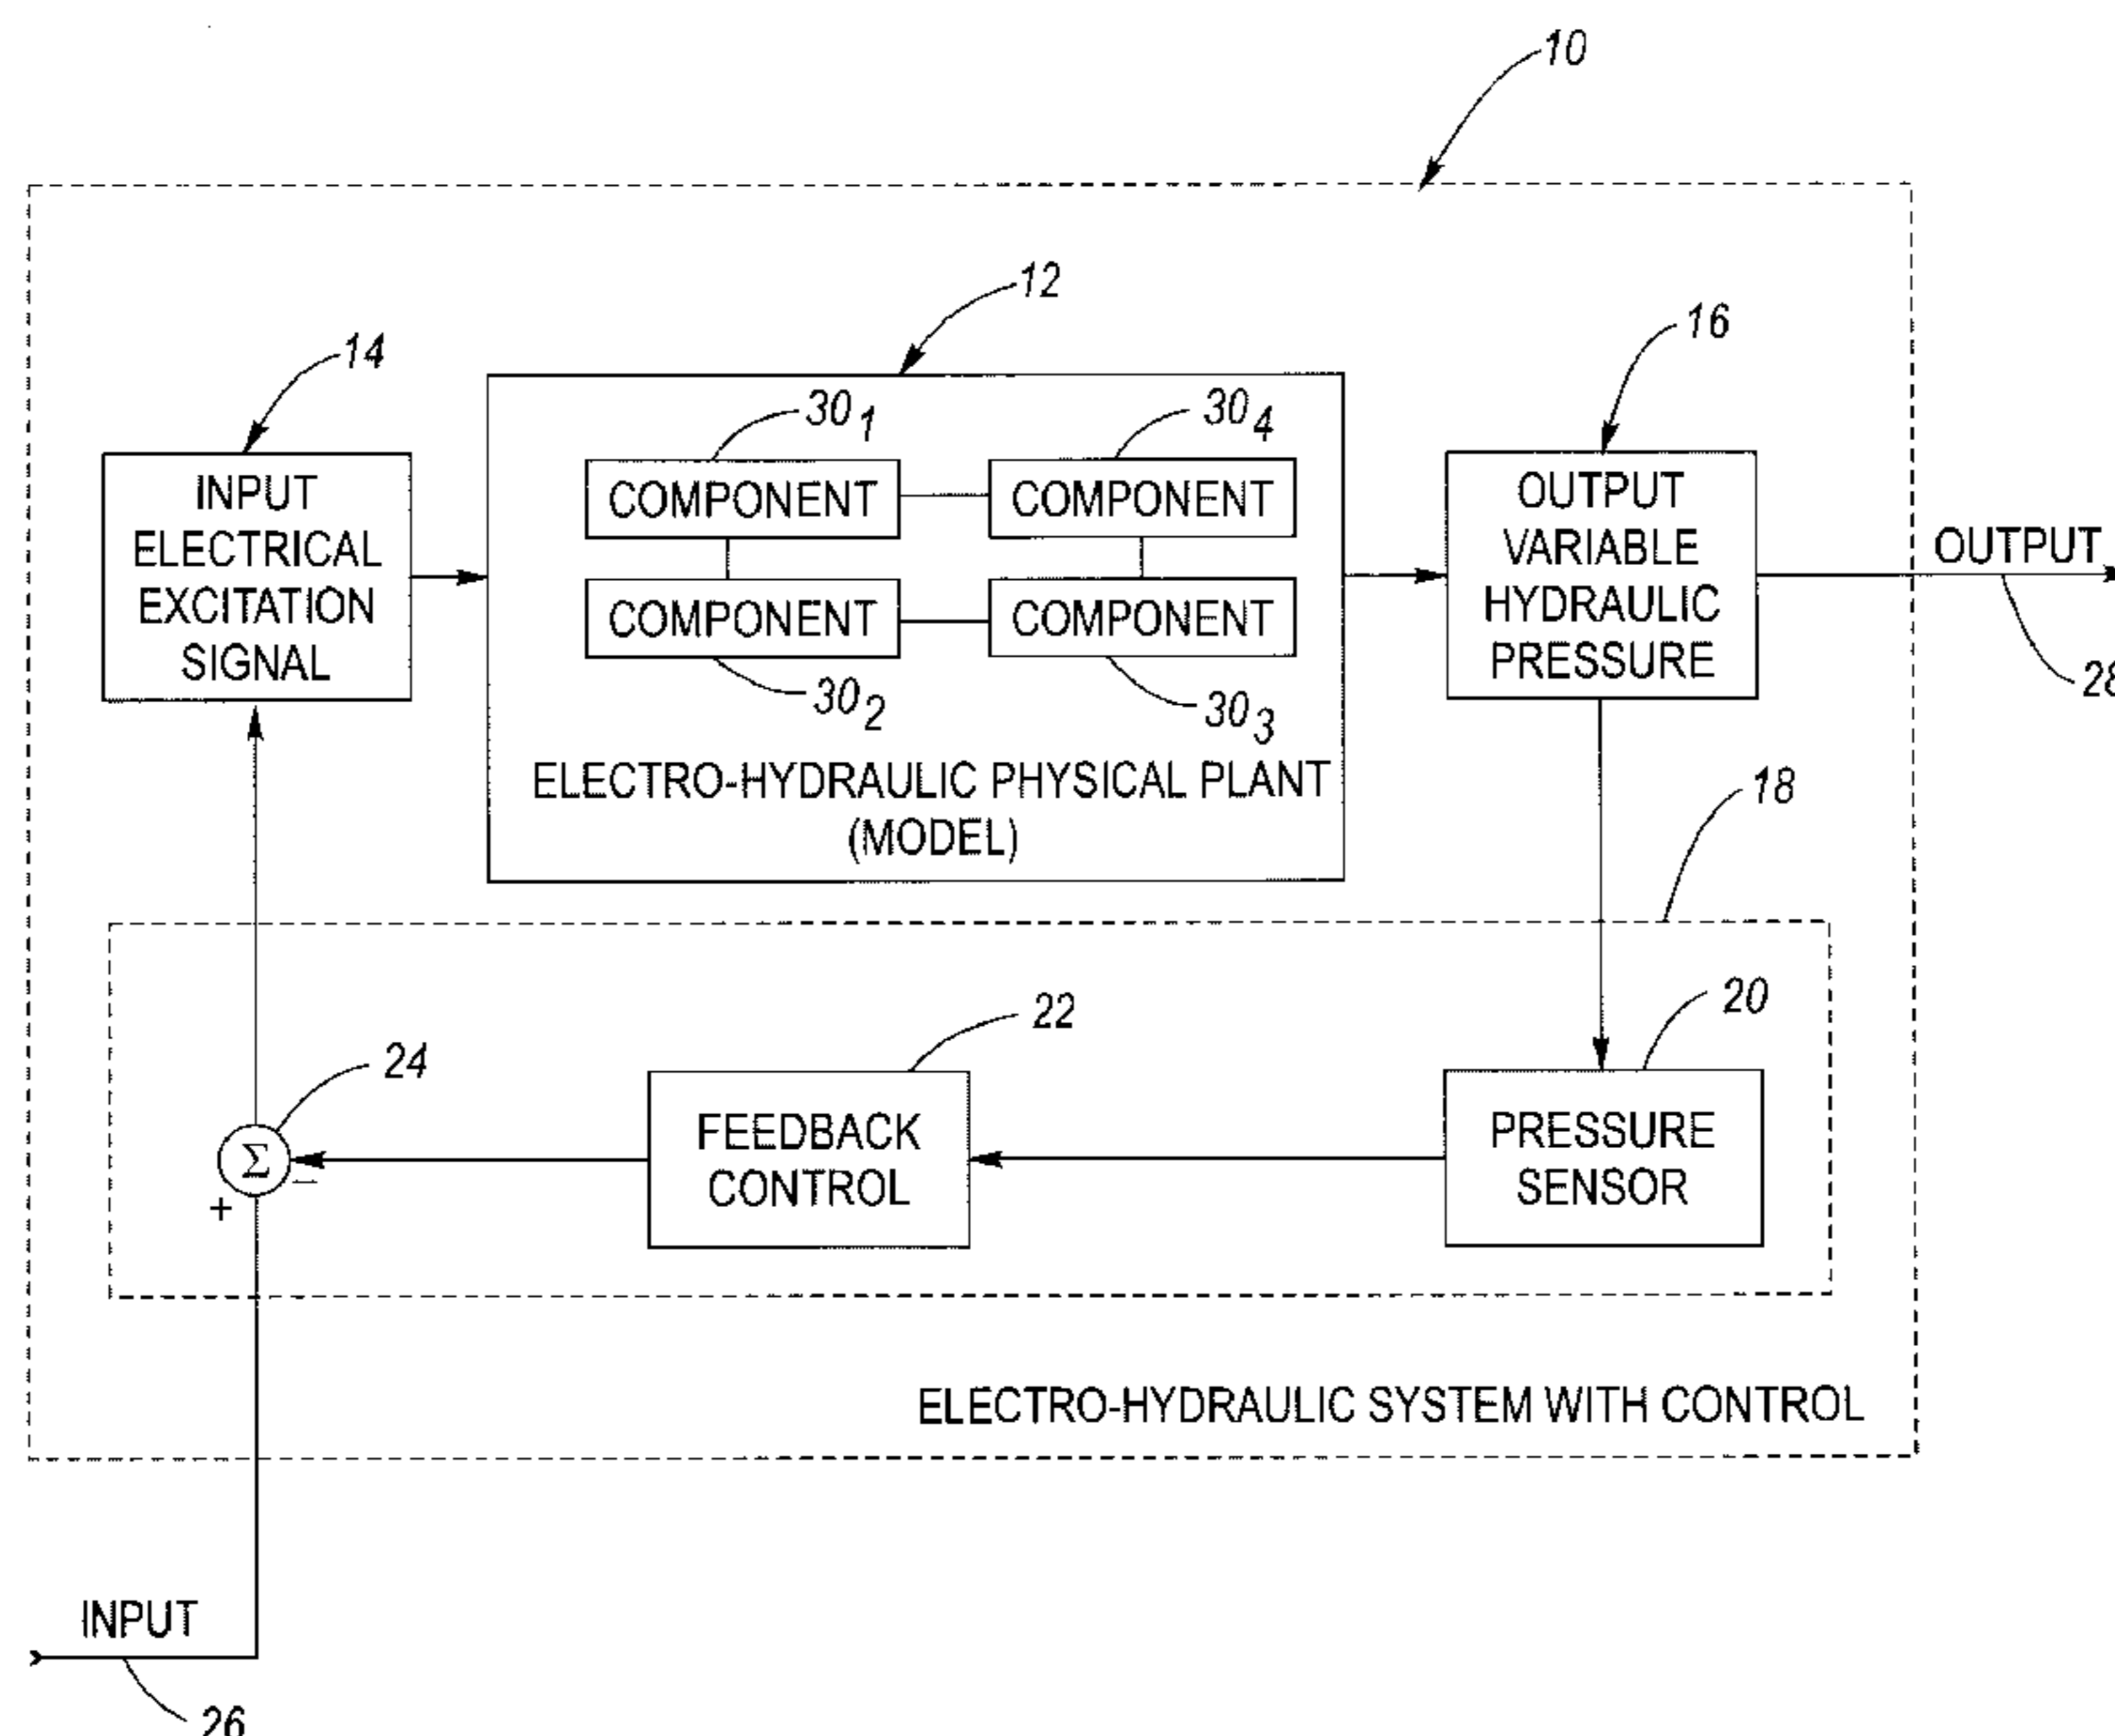 10
12
16
14
30 1
30 4
INPUT
ELECTRICAL
EXCITATION
SIGNAL
COMPONENT
COMPONENT
OUTPUT
VARIABLE
HYDRAULIC
PRESSURE
OUTPUT
COMPONENT
COMPONENT
28
30 2
30 3
ELECTRO-HYDRAULIC PHYSICAL PLANT
(MODEL)
18
22
20
24
Σ
+
−
FEEDBACK
CONTROL
PRESSURE
SENSOR
ELECTRO-HYDRAULIC SYSTEM WITH CONTROL
INPUT
26